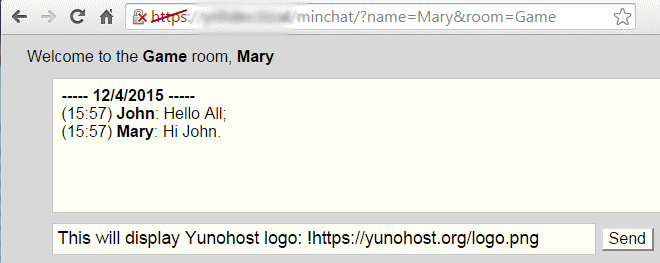 https:// /minchat/?name=Mary&room=Game
Welcome to the Game room, Mary
----- 12/4/2015 -----
(15:57) John: Hello All;
(15:57) Mary: Hi John.
This will display Yunohost logo: !https://yunohost.org/logo.png
Send